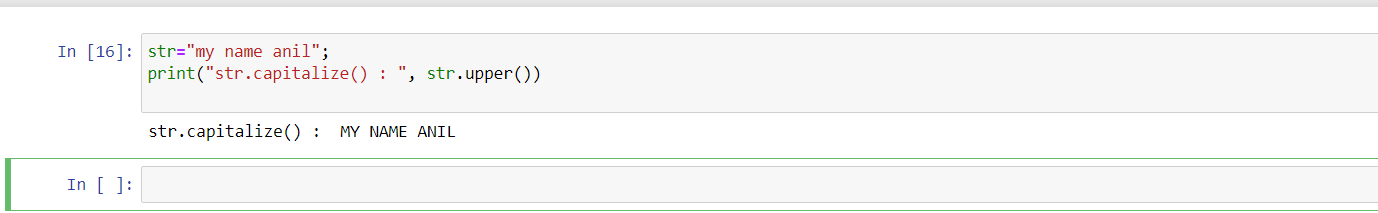 In [16]: str="my name anil";
print("str.capitalize() : ", str.upper())
str.capitalize() :  MY NAME ANIL
In [ ]: